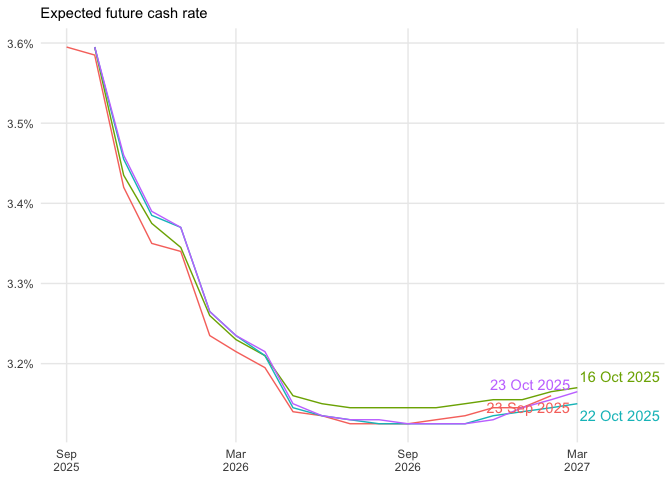 Expected future cash rate
3.6%
3.5%
3.4%
3.3%
3.2%
23 Oct 2025
16 Oct 2025
23 Sep 2025
22 Oct 2025
Sep
2025
Mar
2026
Sep
2026
Mar
2027